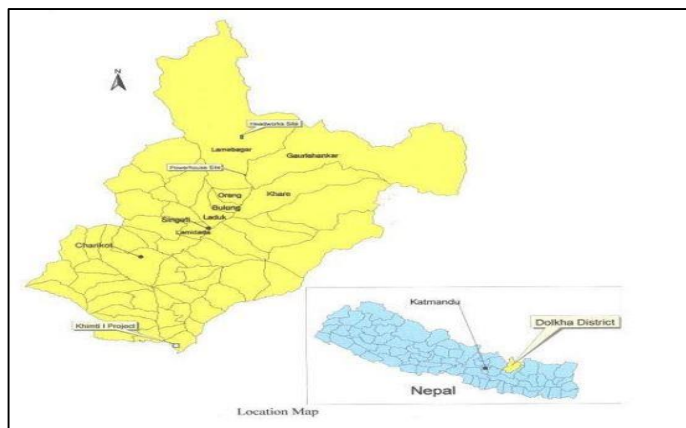 N
Headworks Site
Lamabagar
Gaurishankar
Powerhouse Site
Orang
Khare
Bulung
Singati
Laduk
Lamidada
Charikot
Khimti I Project
Katmandu
Dolkha District
Nepal
Location Map